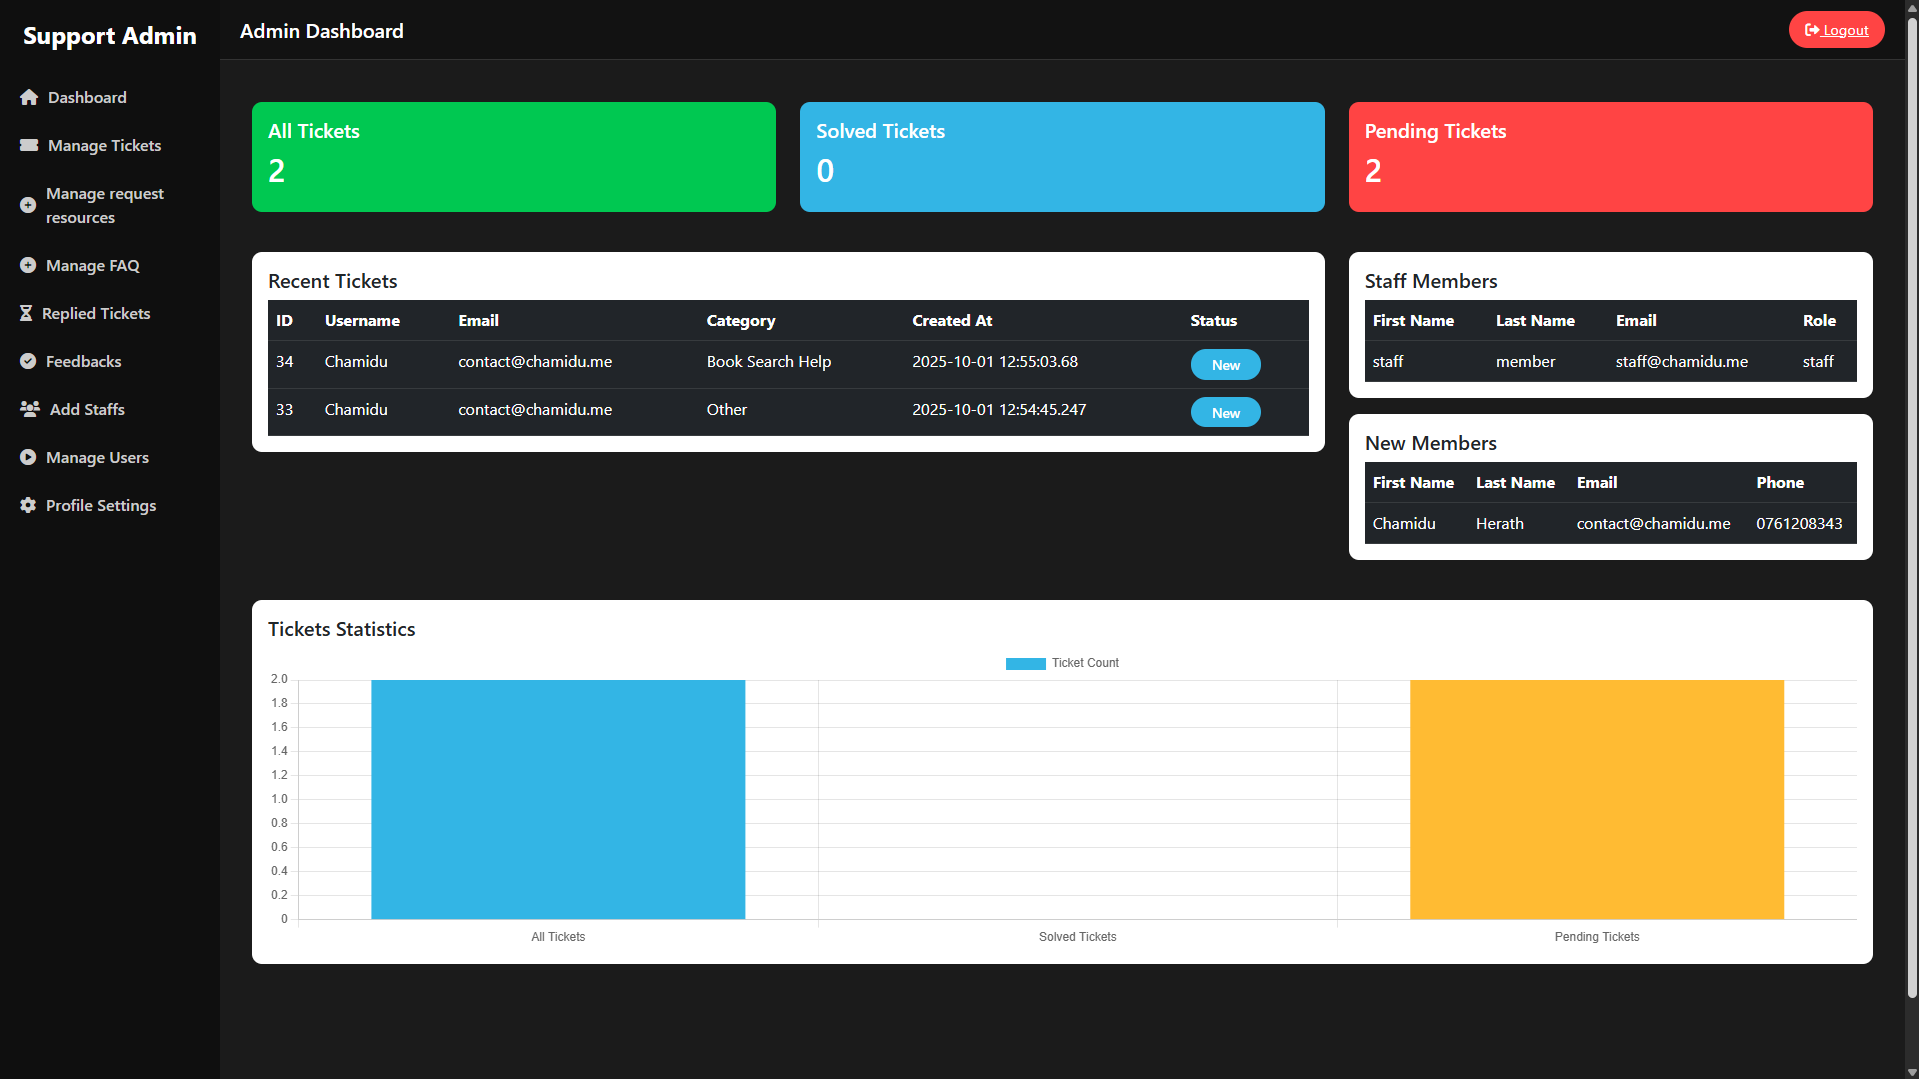 Support Admin
Dashboard
Manage Tickets
Manage request
resources
Manage FAQ
Replied Tickets
Feedbacks
Add Staffs
Manage Users
Profile Settings
Admin Dashboard
Logout
All Tickets
2
Solved Tickets
0
Pending Tickets
2
Recent Tickets
ID Username Email Category Created At Status
34 Chamidu contact@chamidu.me Book Search Help 2025-10-01 12:55:03.68 New
33 Chamidu contact@chamidu.me Other 2025-10-01 12:54:45.247 New
Staff Members
First Name Last Name Email Role
staff member staff@chamidu.me staff
New Members
First Name Last Name Email Phone
Chamidu Herath contact@chamidu.me 0761208343
Tickets Statistics
Ticket Count
2.0
1.8
1.6
1.4
1.2
1.0
0.8
0.6
0.4
0.2
0
All Tickets Solved Tickets Pending Tickets